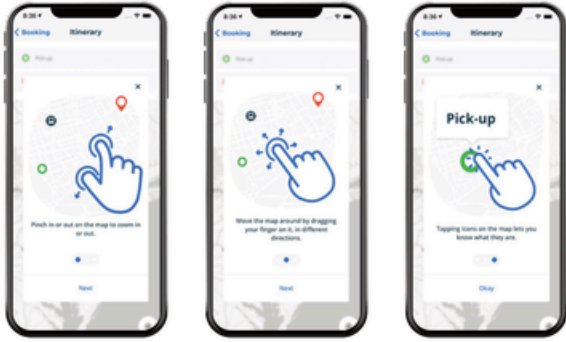 8:36
Booking Itinerary
Pick-up
Pinch in or out on the map to zoom in
or out.
Next
8:36
Booking Itinerary
Pick-up
Move the map around by dragging
your finger on it, in different
directions.
Next
8:36
Booking Itinerary
Pick-up
Pick-up
Tapping icons on the map lets you
know what they are.
Okay